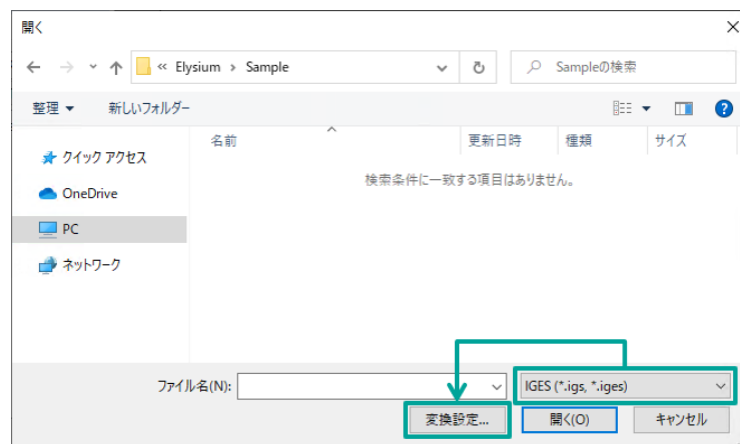 開く
« Elysium › Sample
Sampleの検索
整理 新しいフォルダー
名前 更新日時 種類 サイズ
クイック アクセス
検索条件に一致する項目はありません。
OneDrive
PC
ネットワーク
ファイル名(N): IGES (*.igs, *.iges)
変換設定... 開く(O) キャンセル